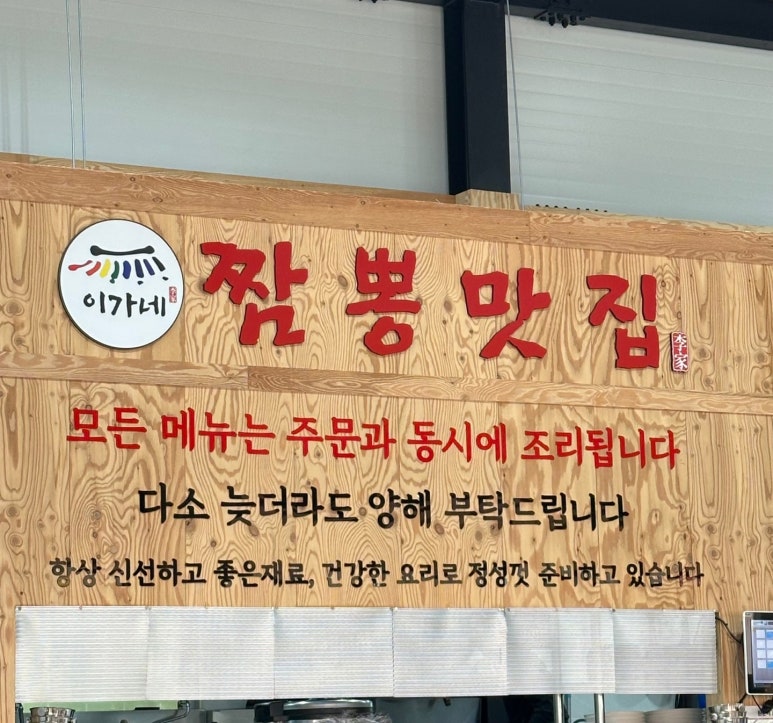 이가네
짬뽕맛집
李家
모든 메뉴는 주문과 동시에 조리됩니다
다소 늦더라도 양해 부탁드립니다
항상 신선하고 좋은재료, 건강한 요리로 정성껏 준비하고 있습니다